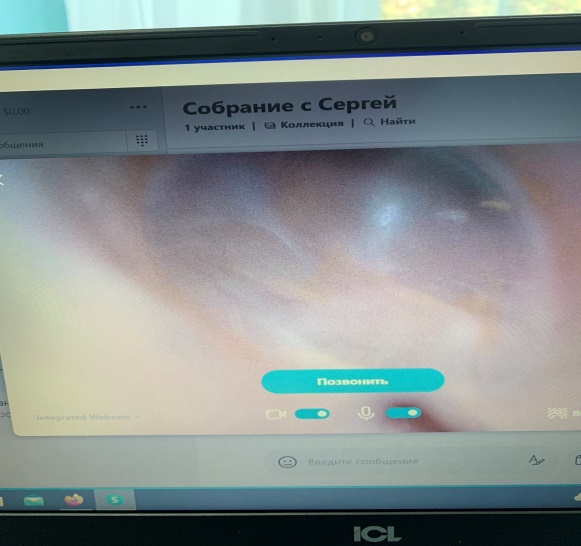 $0.00
•••
Собрание с Сергей
1 участник | Коллекция | Найти
общения
Позвонить
Integrated Webcam
Введите сообщение
ICL